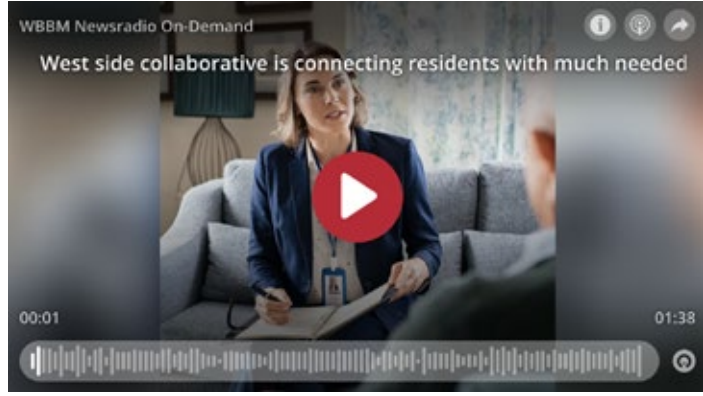 WBBM Newsradio On-Demand
West side collaborative is connecting residents with much needed
00:01
01:38